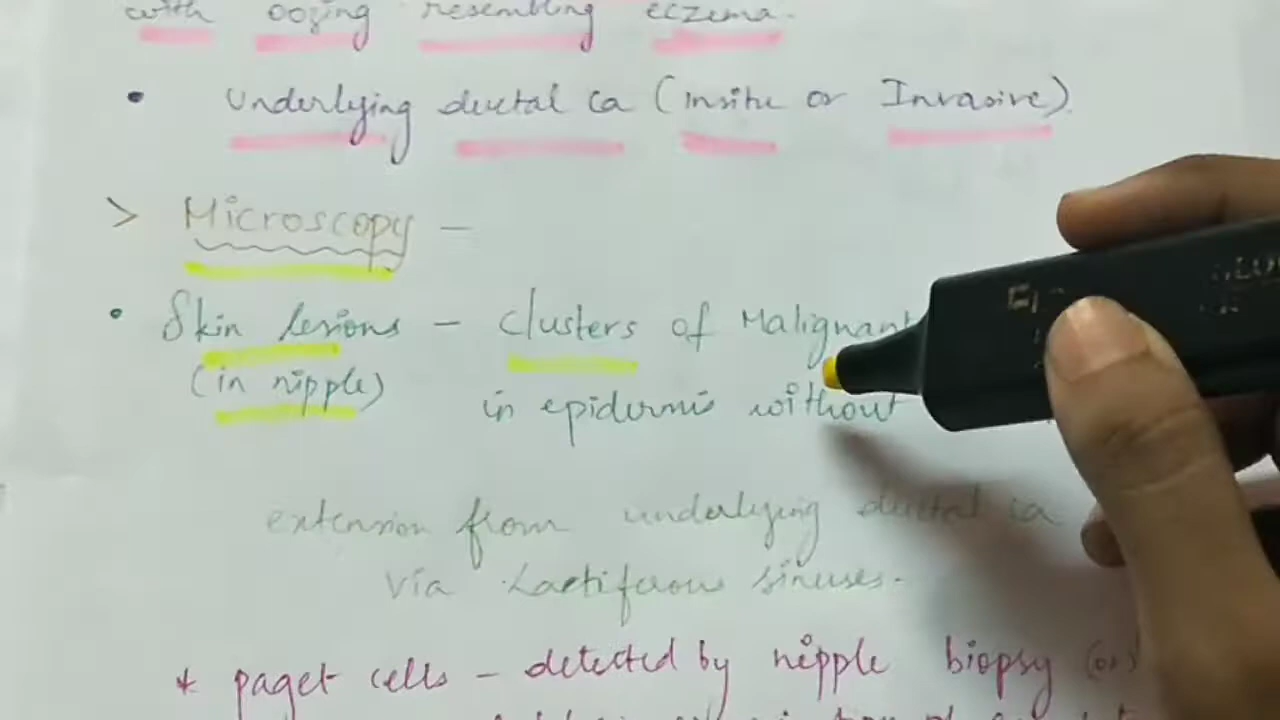 with oozing resembling eczema.
• Underlying ductal ca (insitu or Invasive).
> Microscopy –
• Skin lesions – clusters of Malignant
(in nipple) in epidermis without
extension from underlying ductal ca
via Lactiferous sinuses.
* paget cells – detected by nipple biopsy (or)